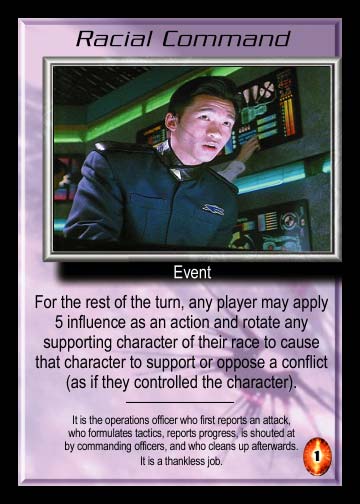 Racial Command
Event
For the rest of the turn, any player may apply
5 influence as an action and rotate any
supporting character of their race to cause
that character to support or oppose a conflict
(as if they controlled the character).
It is the operations officer who first reports an attack,
who formulates tactics, reports progress, is shouted at
by commanding officers, and who cleans up afterwards.
It is a thankless job.
1